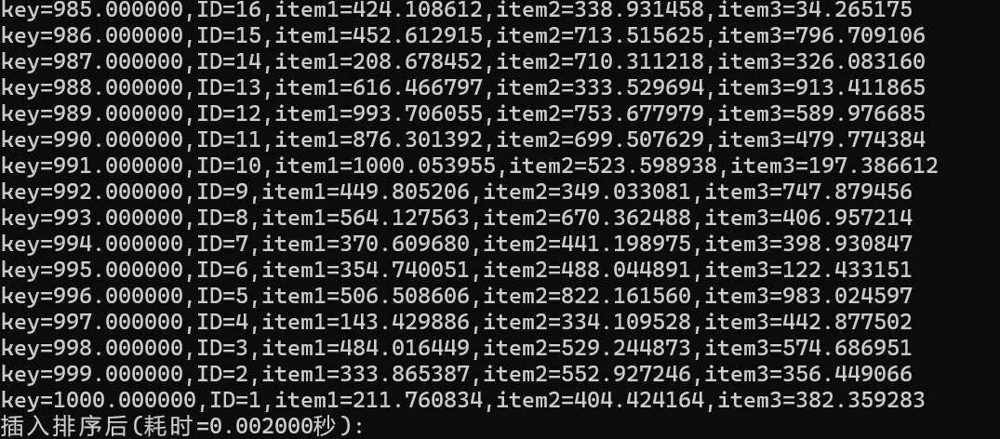 key=985.000000,ID=16,item1=424.108612,item2=338.931458,item3=34.265175
key=986.000000,ID=15,item1=452.612915,item2=713.515625,item3=796.709106
key=987.000000,ID=14,item1=208.678452,item2=710.311218,item3=326.083160
key=988.000000,ID=13,item1=616.466797,item2=333.529694,item3=913.411865
key=989.000000,ID=12,item1=993.706055,item2=753.677979,item3=589.976685
key=990.000000,ID=11,item1=876.301392,item2=699.507629,item3=479.774384
key=991.000000,ID=10,item1=1000.053955,item2=523.598938,item3=197.386612
key=992.000000,ID=9,item1=449.805206,item2=349.033081,item3=747.879456
key=993.000000,ID=8,item1=564.127563,item2=670.362488,item3=406.957214
key=994.000000,ID=7,item1=370.609680,item2=441.198975,item3=398.930847
key=995.000000,ID=6,item1=354.740051,item2=488.044891,item3=122.433151
key=996.000000,ID=5,item1=506.508606,item2=822.161560,item3=983.024597
key=997.000000,ID=4,item1=143.429886,item2=334.109528,item3=442.877502
key=998.000000,ID=3,item1=484.016449,item2=529.244873,item3=574.686951
key=999.000000,ID=2,item1=333.865387,item2=552.927246,item3=356.449066
key=1000.000000,ID=1,item1=211.760834,item2=404.424164,item3=382.359283
插入排序后(耗时=0.002000秒):